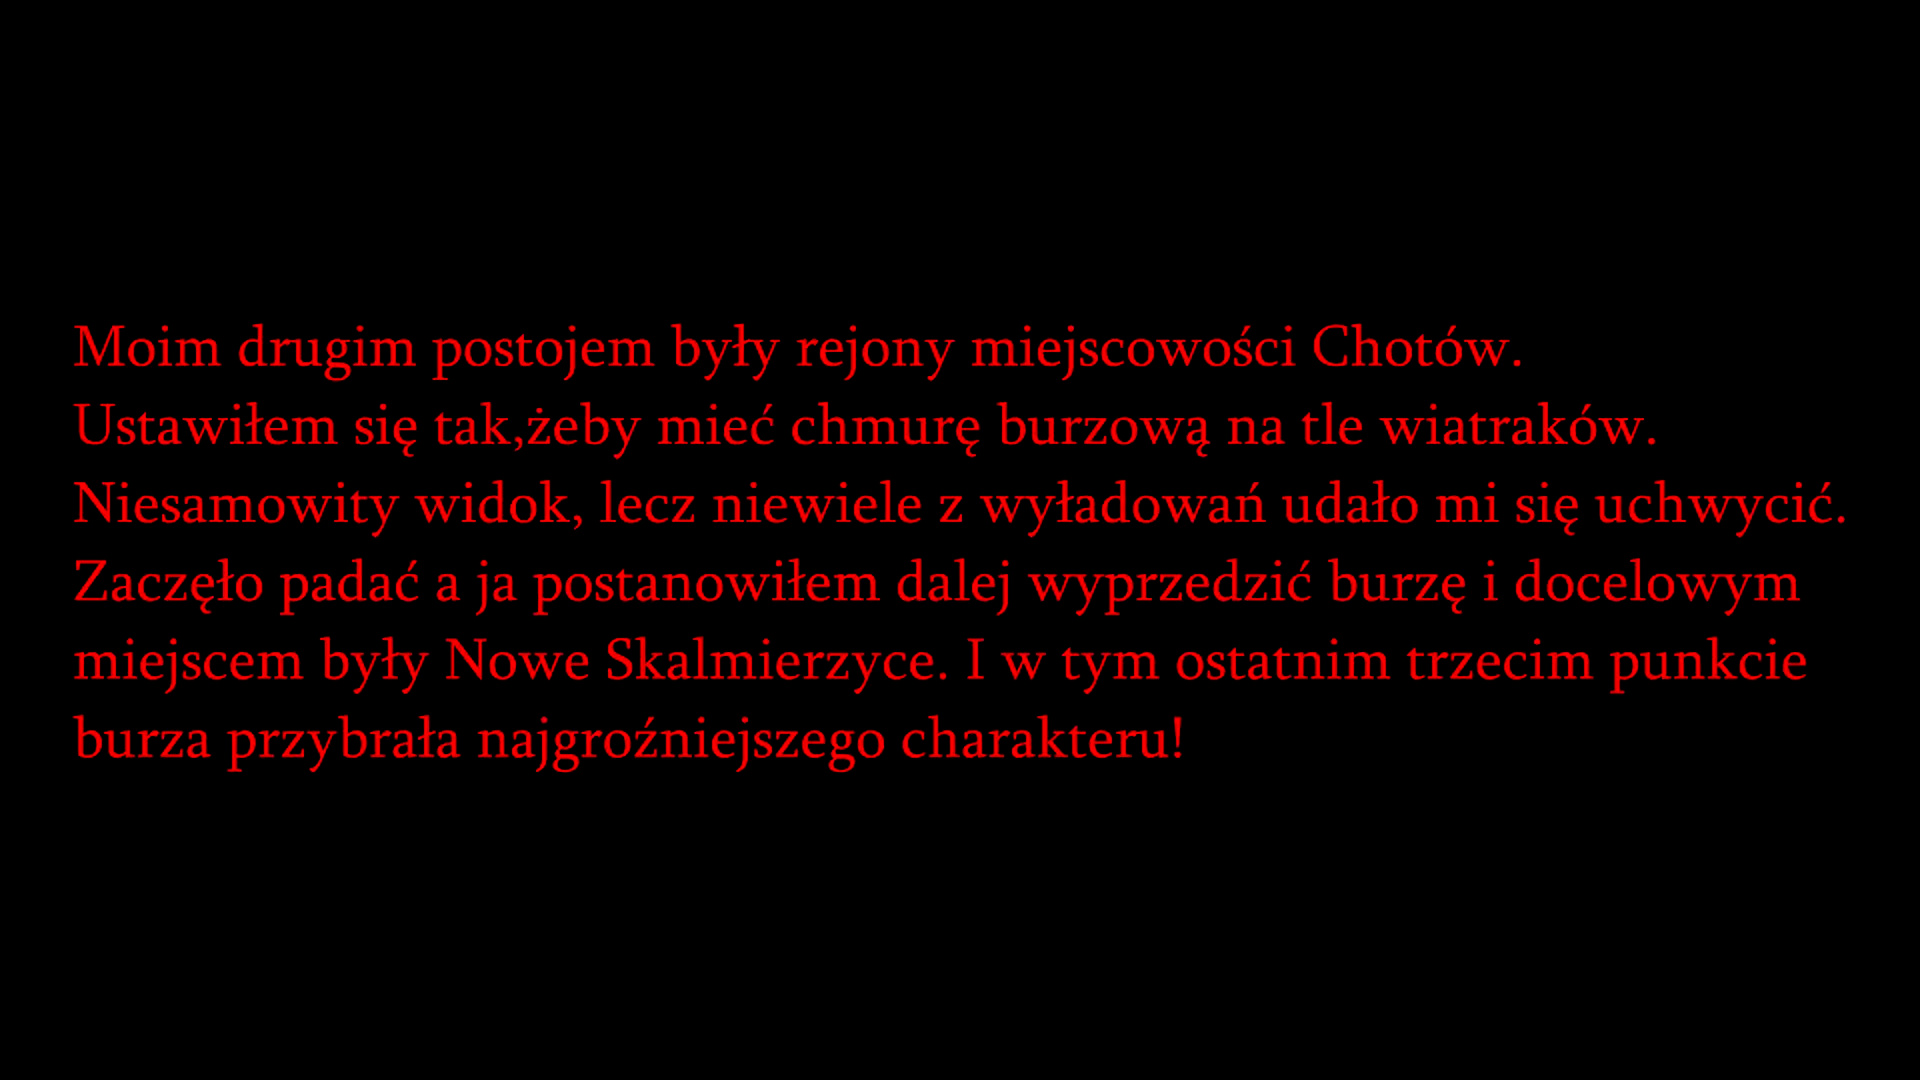 Moim drugim postojem były rejony miejscowości Chotów.
Ustawiłem się tak,żeby mieć chmurę burzową na tle wiatraków.
Niesamowity widok, lecz niewiele z wyładowań udało mi się uchwycić.
Zaczęło padać a ja postanowiłem dalej wyprzedzić burzę i docelowym
miejscem były Nowe Skalmierzyce. I w tym ostatnim trzecim punkcie
burza przybrała najgroźniejszego charakteru!